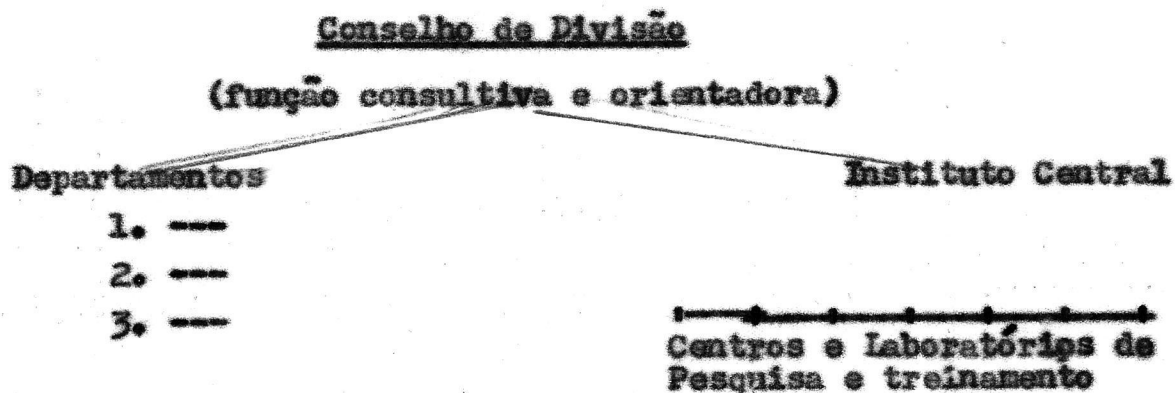 Conselho de Divisão
(função consultiva e orientadora)
Departamentos
Instituto Central
1. ---
2. ---
3. ---
Centros e Laboratórios de
Pesquisa e treinamento